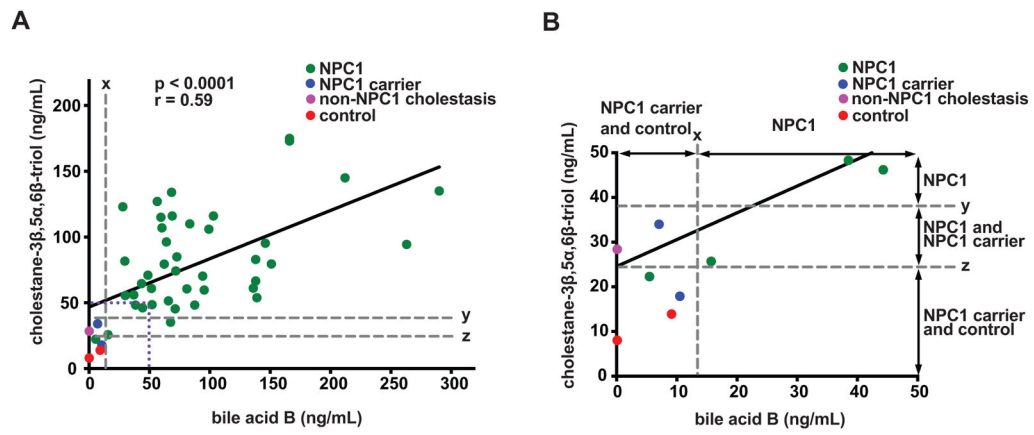 A
x
p < 0.0001
r = 0.59
NPC1
NPC1 carrier
non-NPC1 cholestasis
control
cholestane-3β,5α,6β-triol (ng/mL)
200
150
100
50
0
y
z
0 50 100 150 200 250 300
bile acid B (ng/mL)
B
NPC1
NPC1 carrier
non-NPC1 cholestasis
control
NPC1 carrier
and control
x
NPC1
cholestane-3β,5α,6β-triol (ng/mL)
50
40
30
20
10
0
NPC1
y
NPC1 and
NPC1 carrier
z
NPC1 carrier
and control
0 10 20 30 40 50
bile acid B (ng/mL)